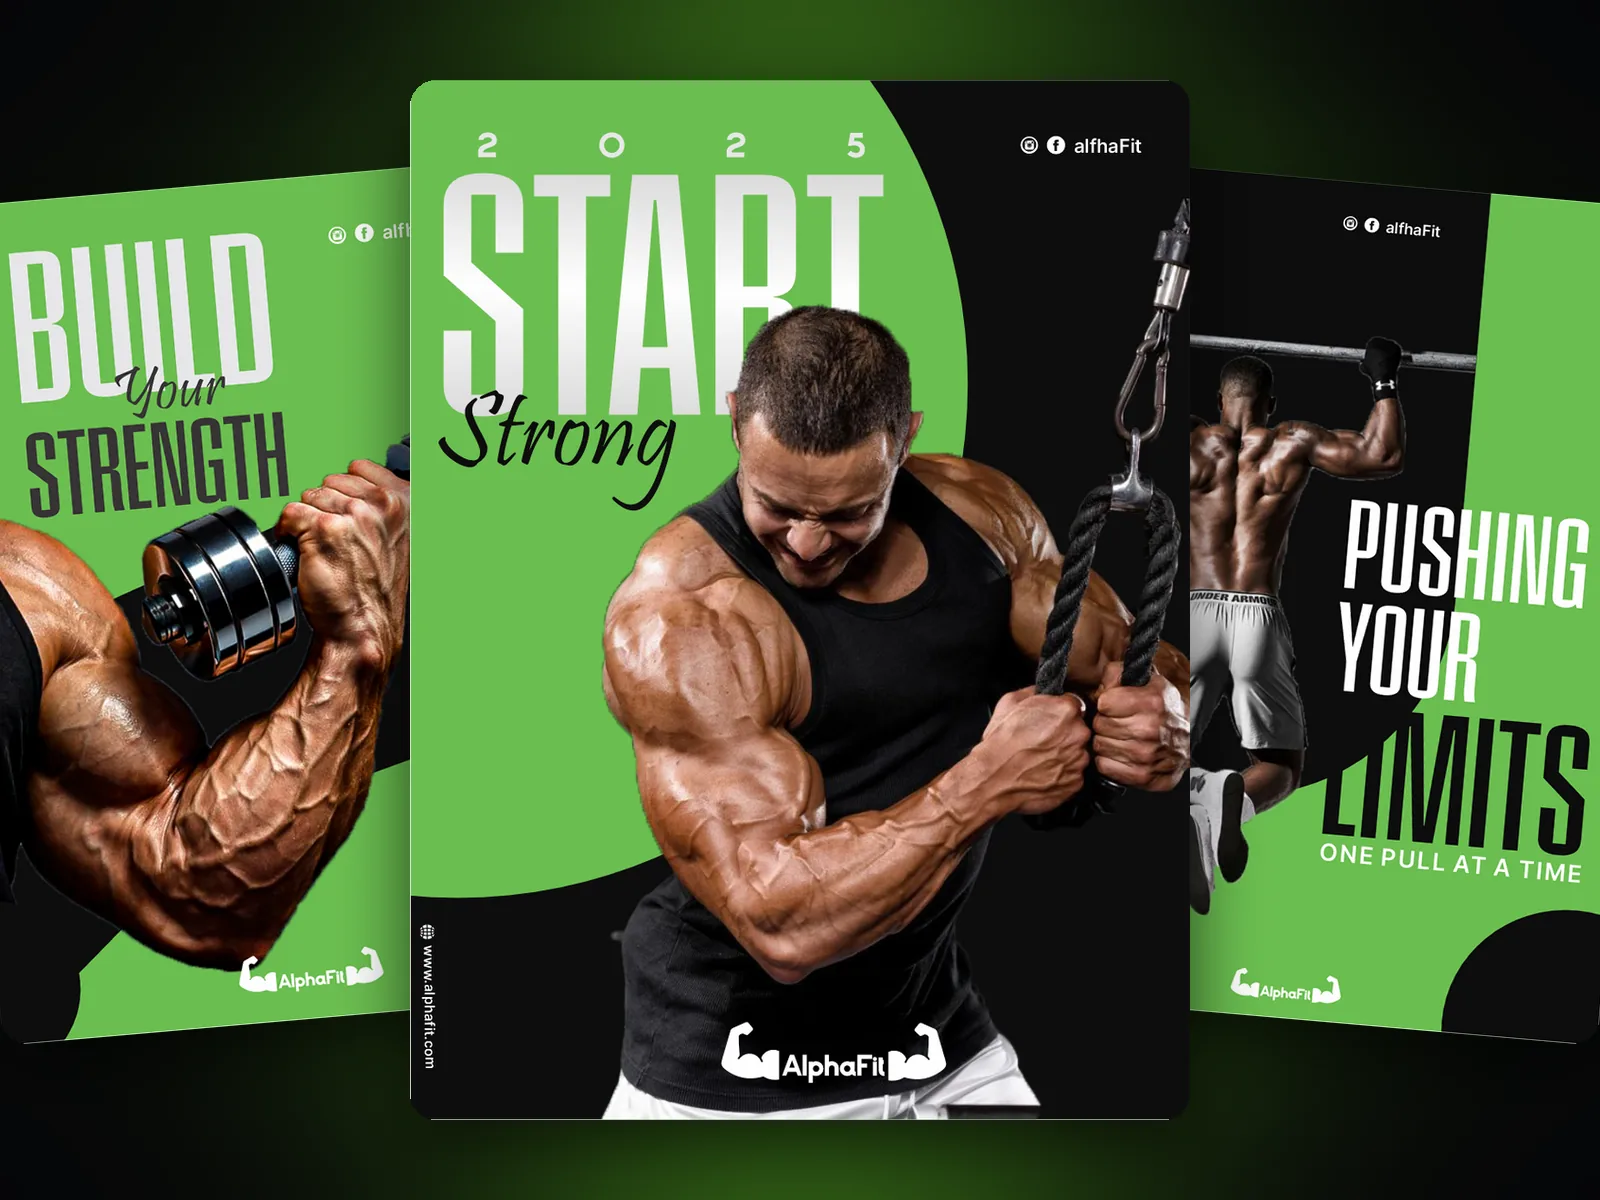 BUILD
Your
STRENGTH
alfh
AlphaFit
2 0 2 5
START
Strong
alfhaFit
www.alphafit.com
AlphaFit
alfhaFit
UNDER ARMOUR
PUSHING
YOUR
LIMITS
ONE PULL AT A TIME
AlphaFit